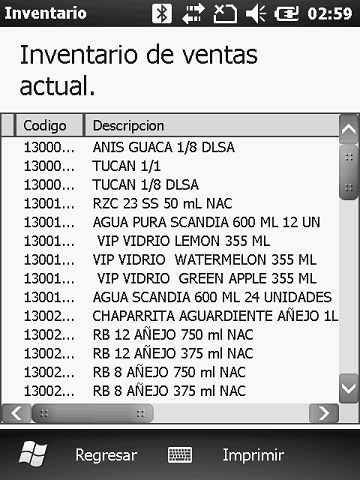 Inventario 02:59
Inventario de ventas
actual.
Codigo Descripcion
13000... ANIS GUACA 1/8 DLSA
13000... TUCAN 1/1
13000... TUCAN 1/8 DLSA
13001... RZC 23 SS 50 mL NAC
13001... AGUA PURA SCANDIA 600 ML 12 UN
13001... VIP VIDRIO LEMON 355 ML
13001... VIP VIDRIO WATERMELON 355 ML
13001... VIP VIDRIO GREEN APPLE 355 ML
13001... AGUA SCANDIA 600 ML 24 UNIDADES
13002... CHAPARRITA AGUARDIENTE AÑEJO 1L
13002... RB 12 AÑEJO 750 ml NAC
13002... RB 12 AÑEJO 375 ml NAC
13002... RB 8 AÑEJO 750 ml NAC
13002... RB 8 AÑEJO 375 ml NAC
Regresar Imprimir